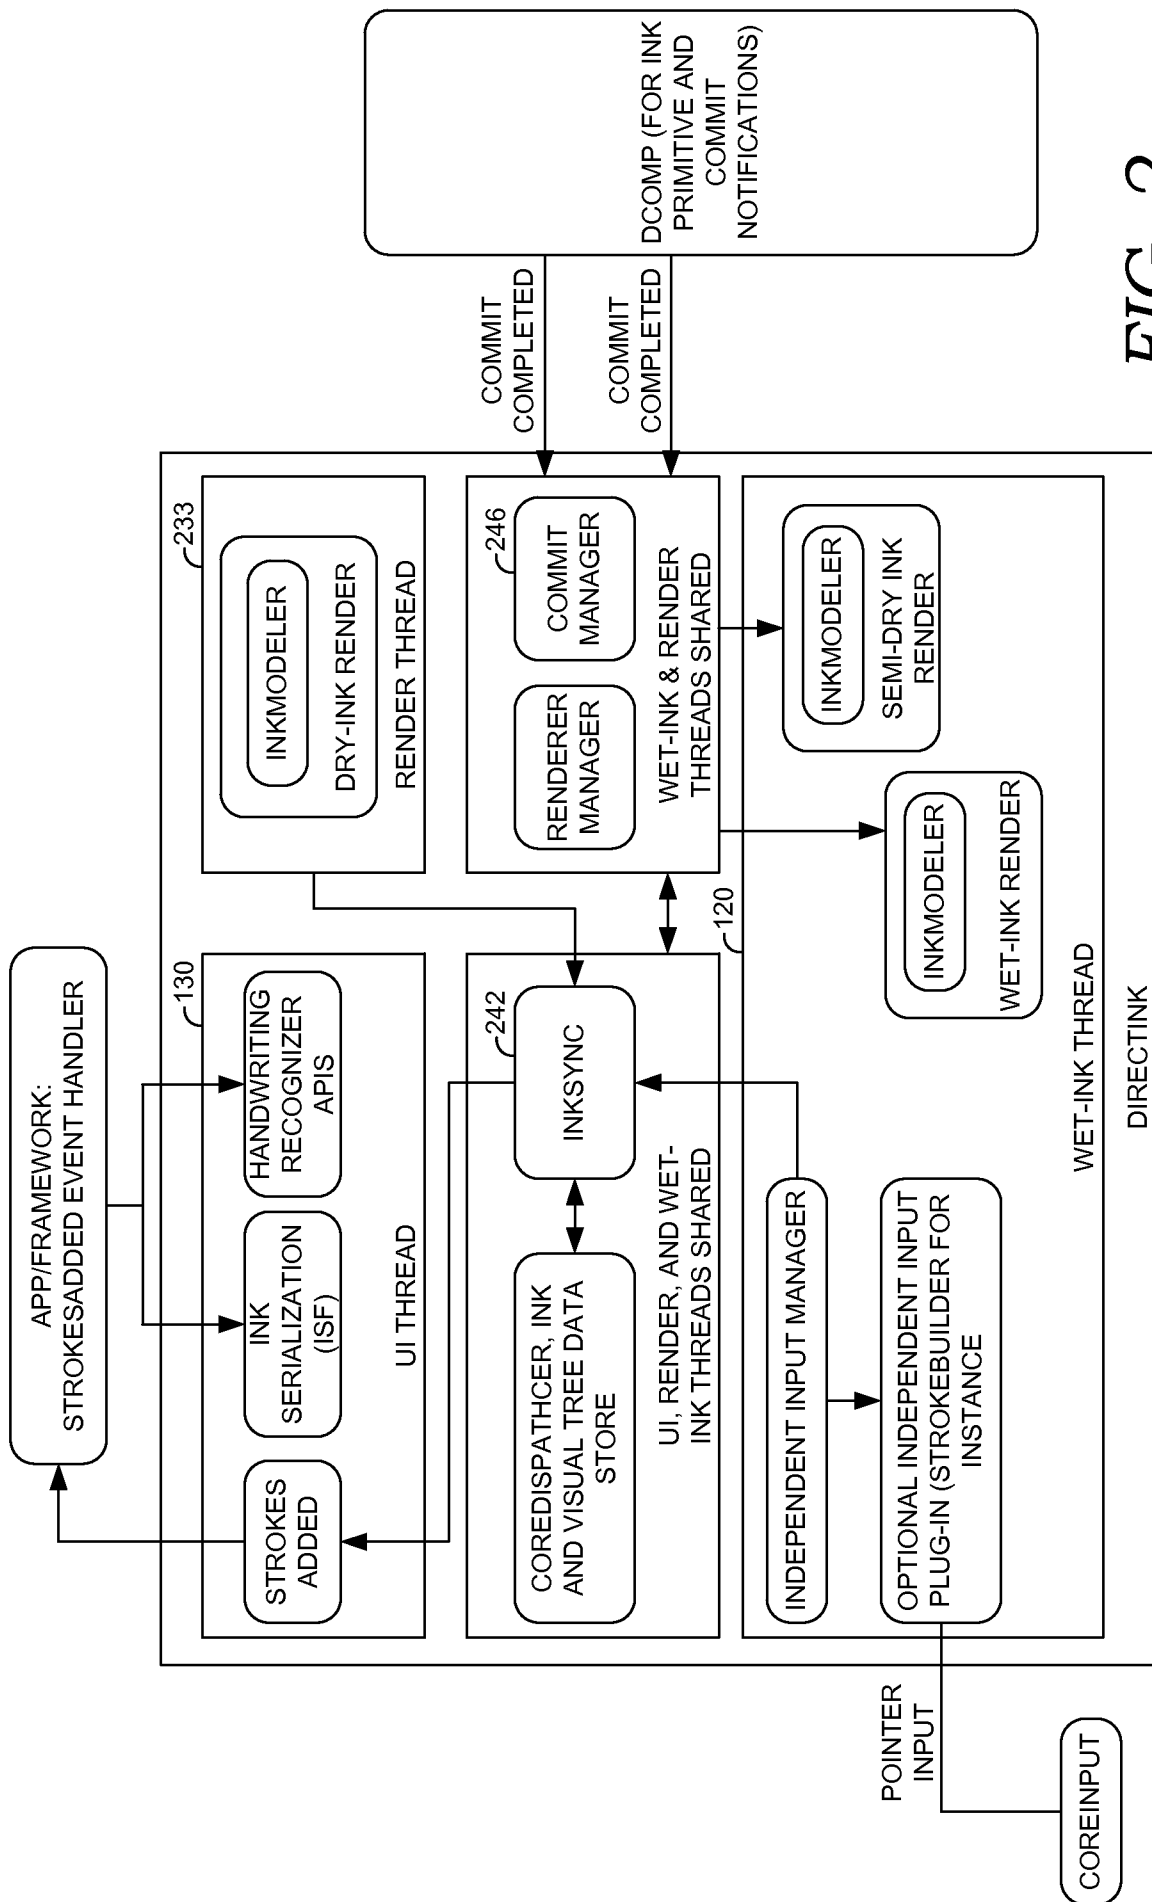 APP/FRAMEWORK:
STROKESADDED EVENT HANDLER
130
STROKES
ADDED
INK
SERIALIZATION
(ISF)
HANDWRITING
RECOGNIZER
APIS
UI THREAD
233
INKMODELER
DRY-INK RENDER
RENDER THREAD
242
COREDISPATHCER, INK
AND VISUAL TREE DATA
STORE
INKSYNC
UI, RENDER, AND WET-
INK THREADS SHARED
246
RENDERER
MANAGER
COMMIT
MANAGER
WET-INK & RENDER
THREADS SHARED
COMMIT
COMPLETED
COMMIT
COMPLETED
DCOMP (FOR INK
PRIMITIVE AND
COMMIT
NOTIFICATIONS)
120
INDEPENDENT INPUT MANAGER
OPTIONAL INDEPENDENT INPUT
PLUG-IN (STROKEBUILDER FOR
INSTANCE
INKMODELER
WET-INK RENDER
INKMODELER
SEMI-DRY INK
RENDER
WET-INK THREAD
DIRECTINK
POINTER
INPUT
COREINPUT
FIG. 2